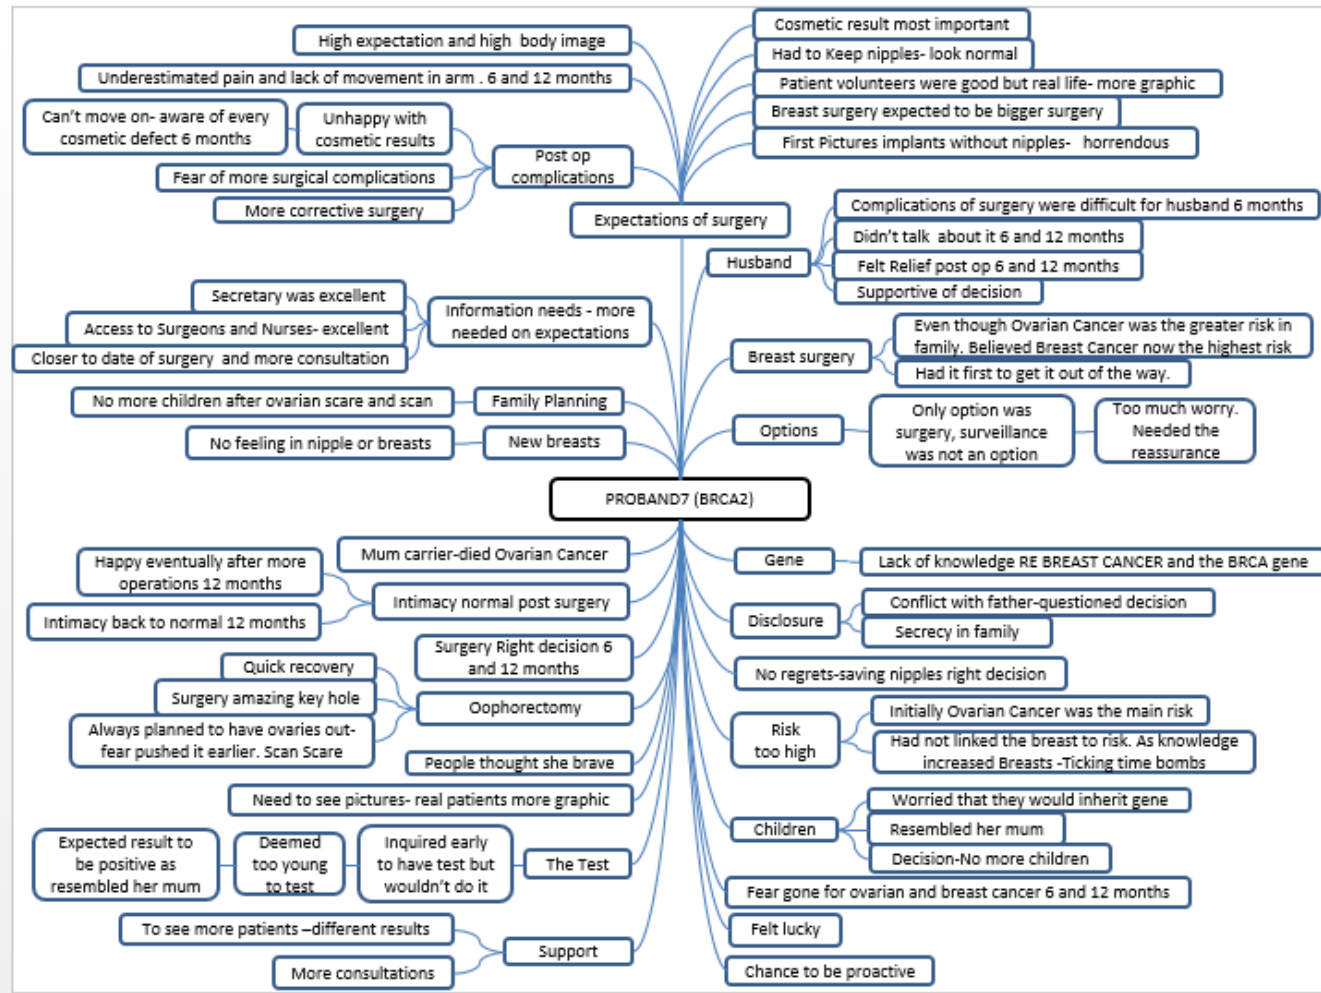 High expectation and high body image
Underestimated pain and lack of movement in arm . 6 and 12 months
Can't move on- aware of every
cosmetic defect 6 months
Unhappy with
cosmetic results
Fear of more surgical complications
More corrective surgery
Post op
complications
Cosmetic result most important
Had to Keep nipples- look normal
Patient volunteers were good but real life- more graphic
Breast surgery expected to be bigger surgery
First Pictures implants without nipples- horrendous
Expectations of surgery
Husband
Complications of surgery were difficult for husband 6 months
Didn't talk about it 6 and 12 months
Felt Relief post op 6 and 12 months
Supportive of decision
Secretary was excellent
Access to Surgeons and Nurses- excellent
Closer to date of surgery and more consultation
Information needs - more
needed on expectations
Breast surgery
Even though Ovarian Cancer was the greater risk in
family. Believed Breast Cancer now the highest risk
Had it first to get it out of the way.
No more children after ovarian scare and scan
Family Planning
No feeling in nipple or breasts
New breasts
Options
Only option was
surgery, surveillance
was not an option
Too much worry.
Needed the
reassurance
PROBAND7 (BRCA2)
Mum carrier-died Ovarian Cancer
Happy eventually after more
operations 12 months
Intimacy back to normal 12 months
Intimacy normal post surgery
Surgery Right decision 6
and 12 months
Quick recovery
Surgery amazing key hole
Always planned to have ovaries out-
fear pushed it earlier. Scan Scare
Oophorectomy
People thought she brave
Need to see pictures- real patients more graphic
Expected result to
be positive as
resembled her mum
Deemed
too young
to test
Inquired early
to have test but
wouldn't do it
The Test
To see more patients –different results
More consultations
Support
Gene
Lack of knowledge RE BREAST CANCER and the BRCA gene
Disclosure
Conflict with father-questioned decision
Secrecy in family
No regrets-saving nipples right decision
Risk
too high
Initially Ovarian Cancer was the main risk
Had not linked the breast to risk. As knowledge
increased Breasts -Ticking time bombs
Children
Worried that they would inherit gene
Resembled her mum
Decision-No more children
Fear gone for ovarian and breast cancer 6 and 12 months
Felt lucky
Chance to be proactive